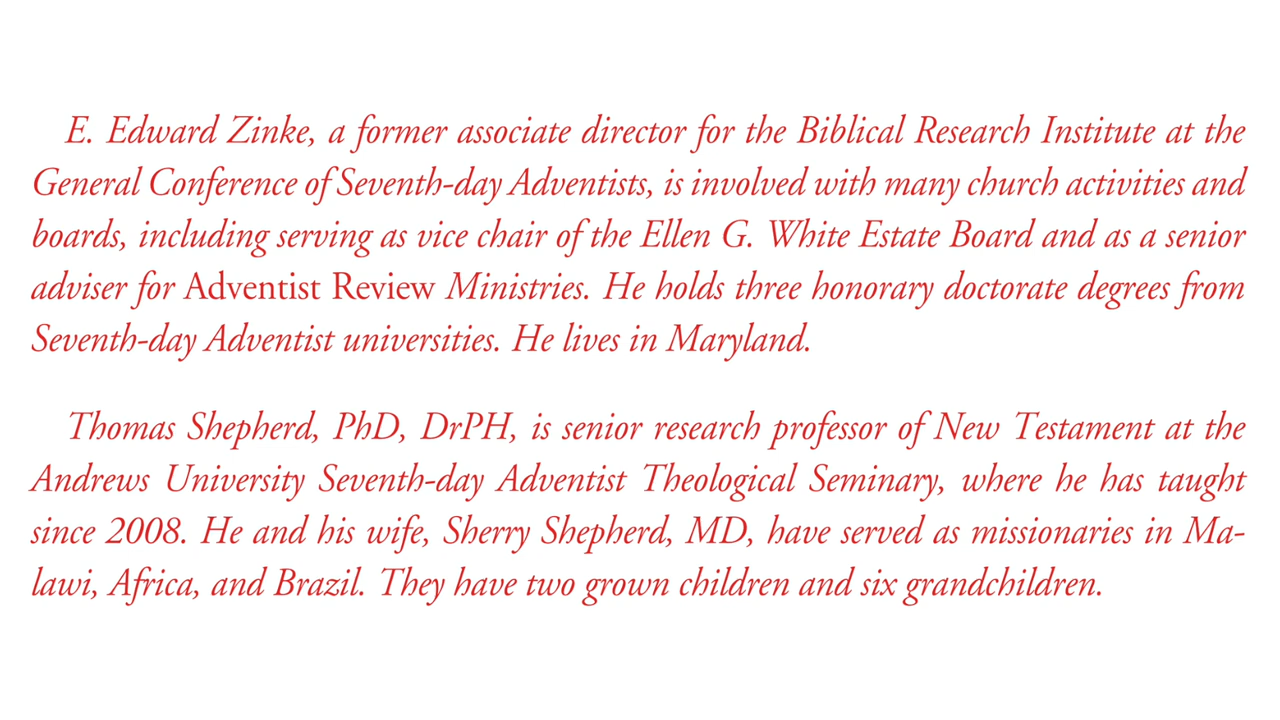 E. Edward Zinke, a former associate director for the Biblical Research Institute at the
General Conference of Seventh-day Adventists, is involved with many church activities and
boards, including serving as vice chair of the Ellen G. White Estate Board and as a senior
adviser for Adventist Review Ministries. He holds three honorary doctorate degrees from
Seventh-day Adventist universities. He lives in Maryland.
Thomas Shepherd, PhD, DrPH, is senior research professor of New Testament at the
Andrews University Seventh-day Adventist Theological Seminary, where he has taught
since 2008. He and his wife, Sherry Shepherd, MD, have served as missionaries in Ma-
lawi, Africa, and Brazil. They have two grown children and six grandchildren.